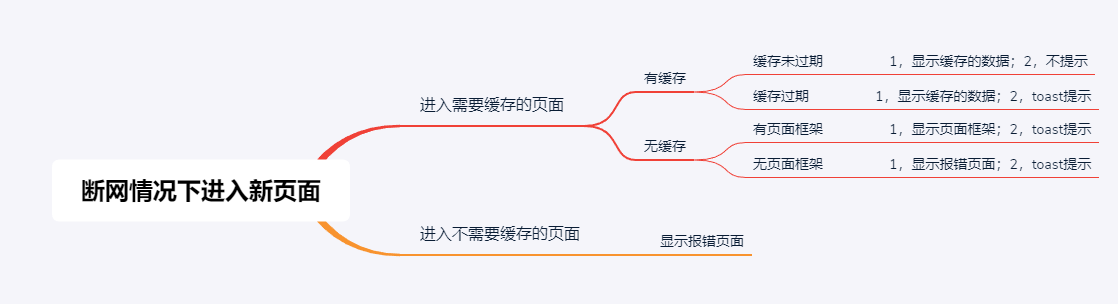 断网情况下进入新页面
进入需要缓存的页面
有缓存
缓存未过期 1，显示缓存的数据；2，不提示
缓存过期 1，显示缓存的数据；2，toast提示
无缓存
有页面框架 1，显示页面框架；2，toast提示
无页面框架 1，显示报错页面；2，toast提示
进入不需要缓存的页面 显示报错页面